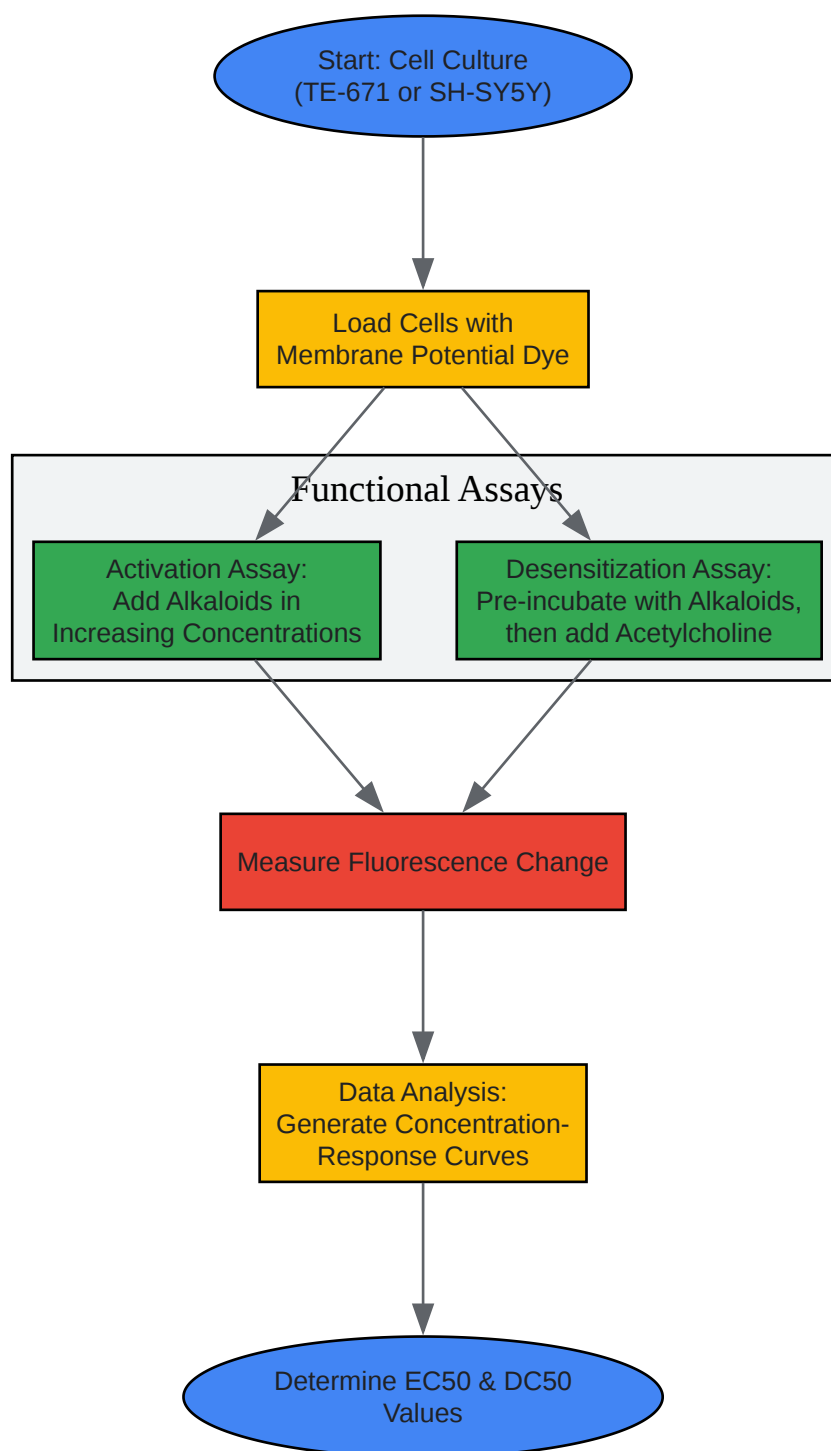 Start: Cell Culture
(TE-671 or SH-SY5Y)
Load Cells with
Membrane Potential Dye
Functional Assays
Activation Assay:
Add Alkaloids in
Increasing Concentrations
Desensitization Assay:
Pre-incubate with Alkaloids,
then add Acetylcholine
Measure Fluorescence Change
Data Analysis:
Generate Concentration-
Response Curves
Determine EC50 & DC50
Values